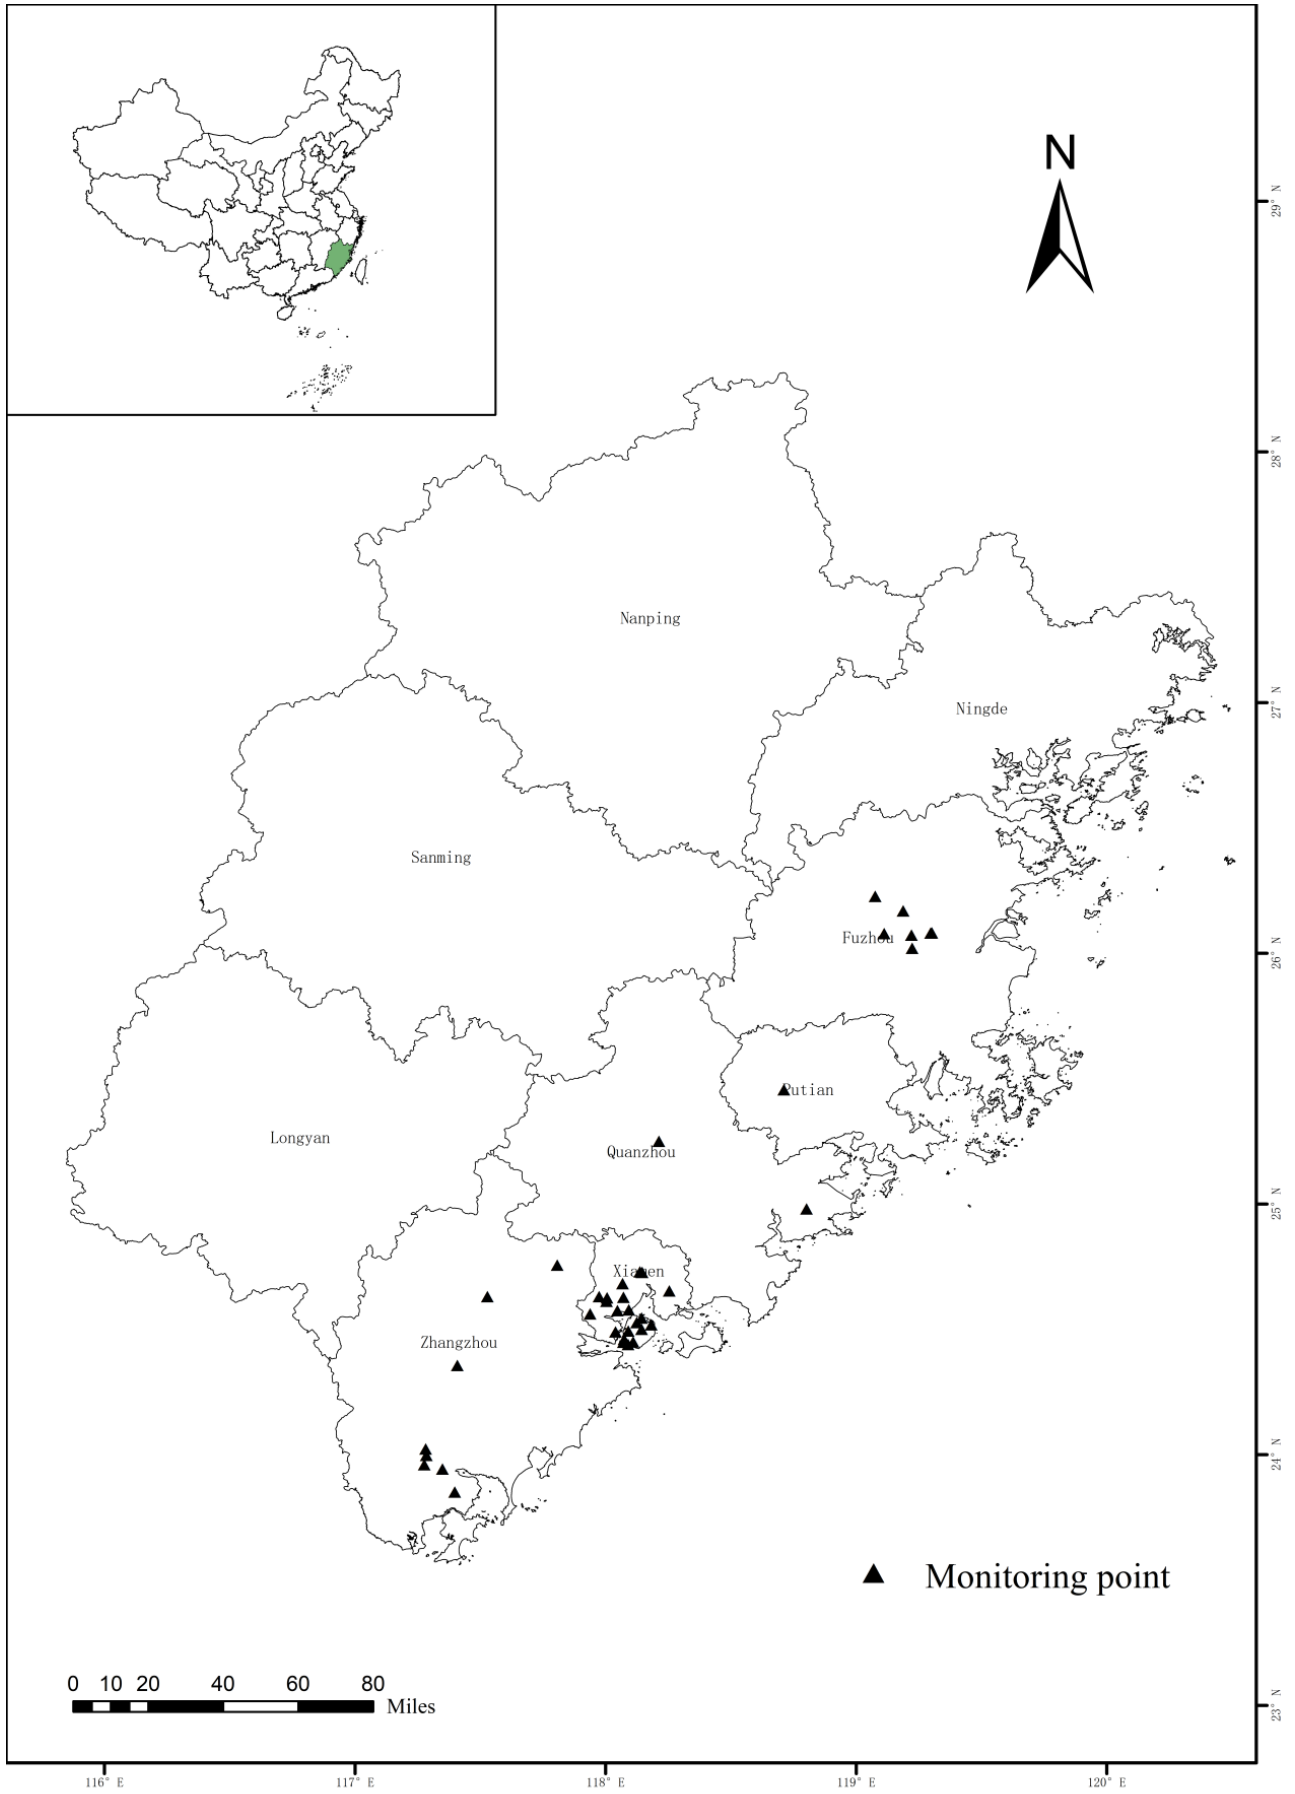 N
29° N
28° N
Nanping
27° N
Ningde
Sanming
Fuzhou
26° N
Putian
Longyan
Quanzhou
25° N
Xiamen
Zhangzhou
24° N
Monitoring point
0 10 20 40 60 80
Miles
23° N
116° E 117° E 118° E 119° E 120° E